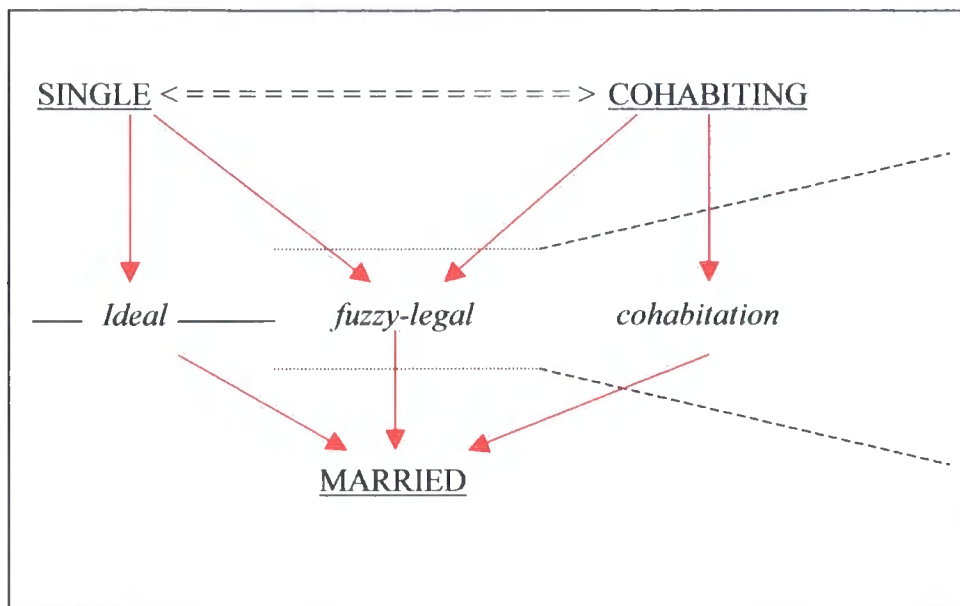 SINGLE <===============> COHABITING
Ideal fuzzy-legal cohabitation
MARRIED